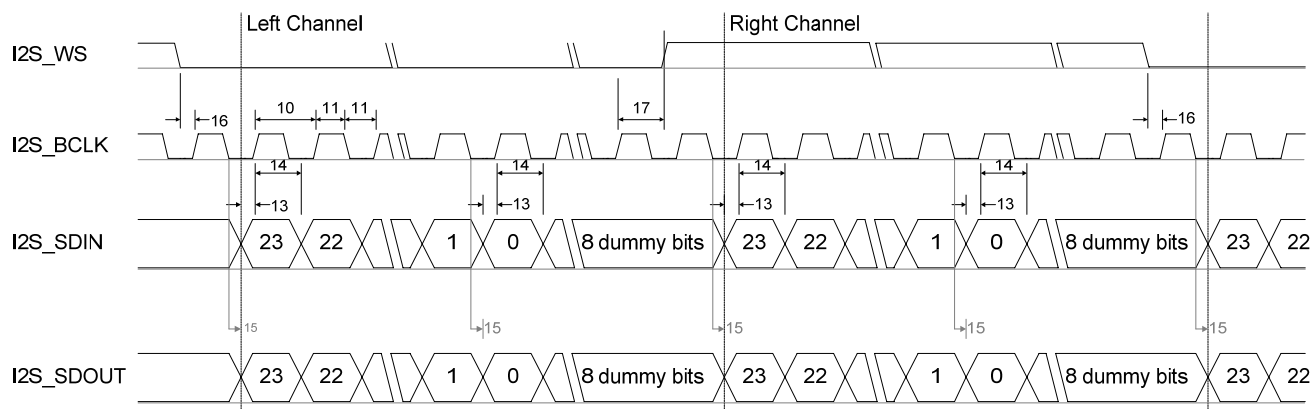 Left Channel Right Channel
I2S_WS
10 11 11 17
16 16
I2S_BCLK
14 14 14 14
13 13 13 13
I2S_SDIN 23 22 1 0 8 dummy bits 23 22 1 0 8 dummy bits 23 22
15 15 15 15 15
I2S_SDOUT 23 22 1 0 8 dummy bits 23 22 1 0 8 dummy bits 23 22